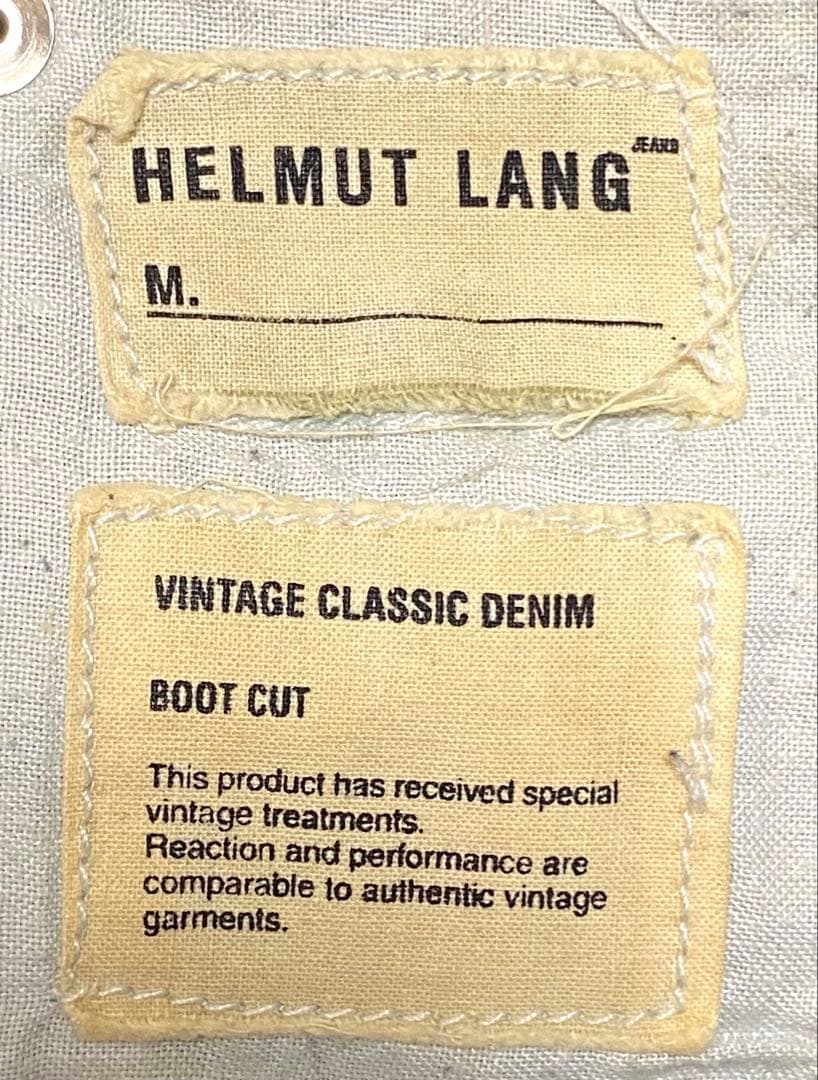 HELMUT LANG JEANS
M.
VINTAGE CLASSIC DENIM
BOOT CUT
This product has received special
vintage treatments.
Reaction and performance are
comparable to authentic vintage
garments.